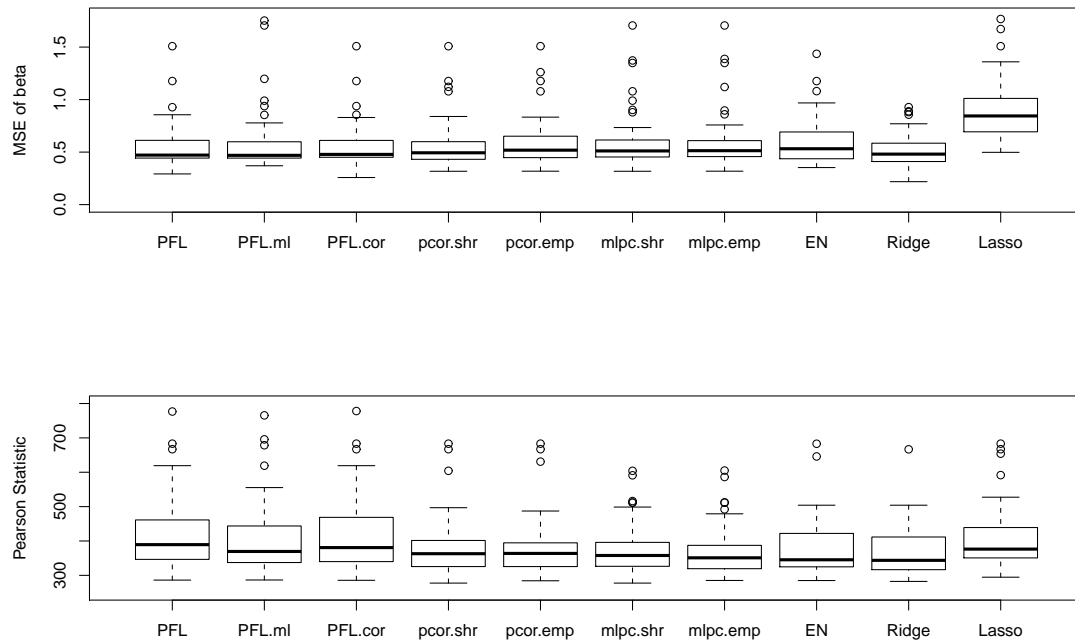 MSE of beta
1.5
1.0
0.5
0.0
PFL PFL.ml PFL.cor pcor.shr pcor.emp mlpc.shr mlpc.emp EN Ridge Lasso
Pearson Statistic
700
500
300
PFL PFL.ml PFL.cor pcor.shr pcor.emp mlpc.shr mlpc.emp EN Ridge Lasso